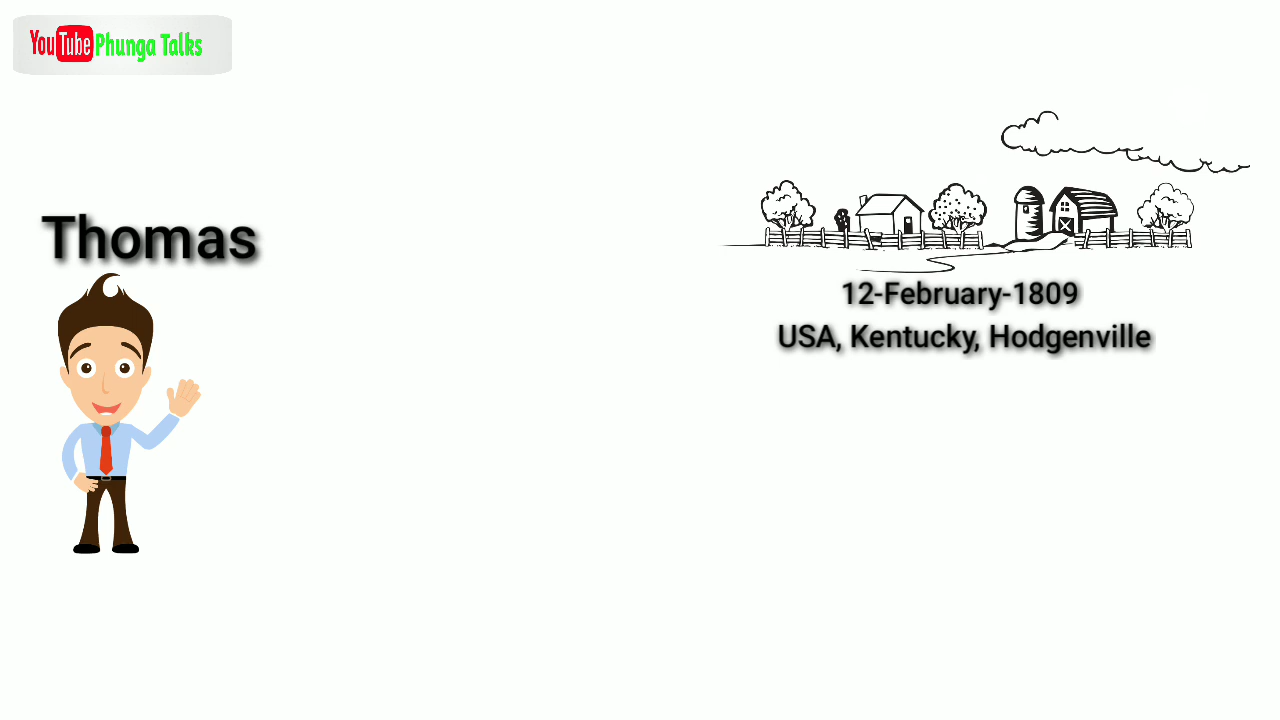 YouTube Phunga Talks
Thomas
12-February-1809
USA, Kentucky, Hodgenville